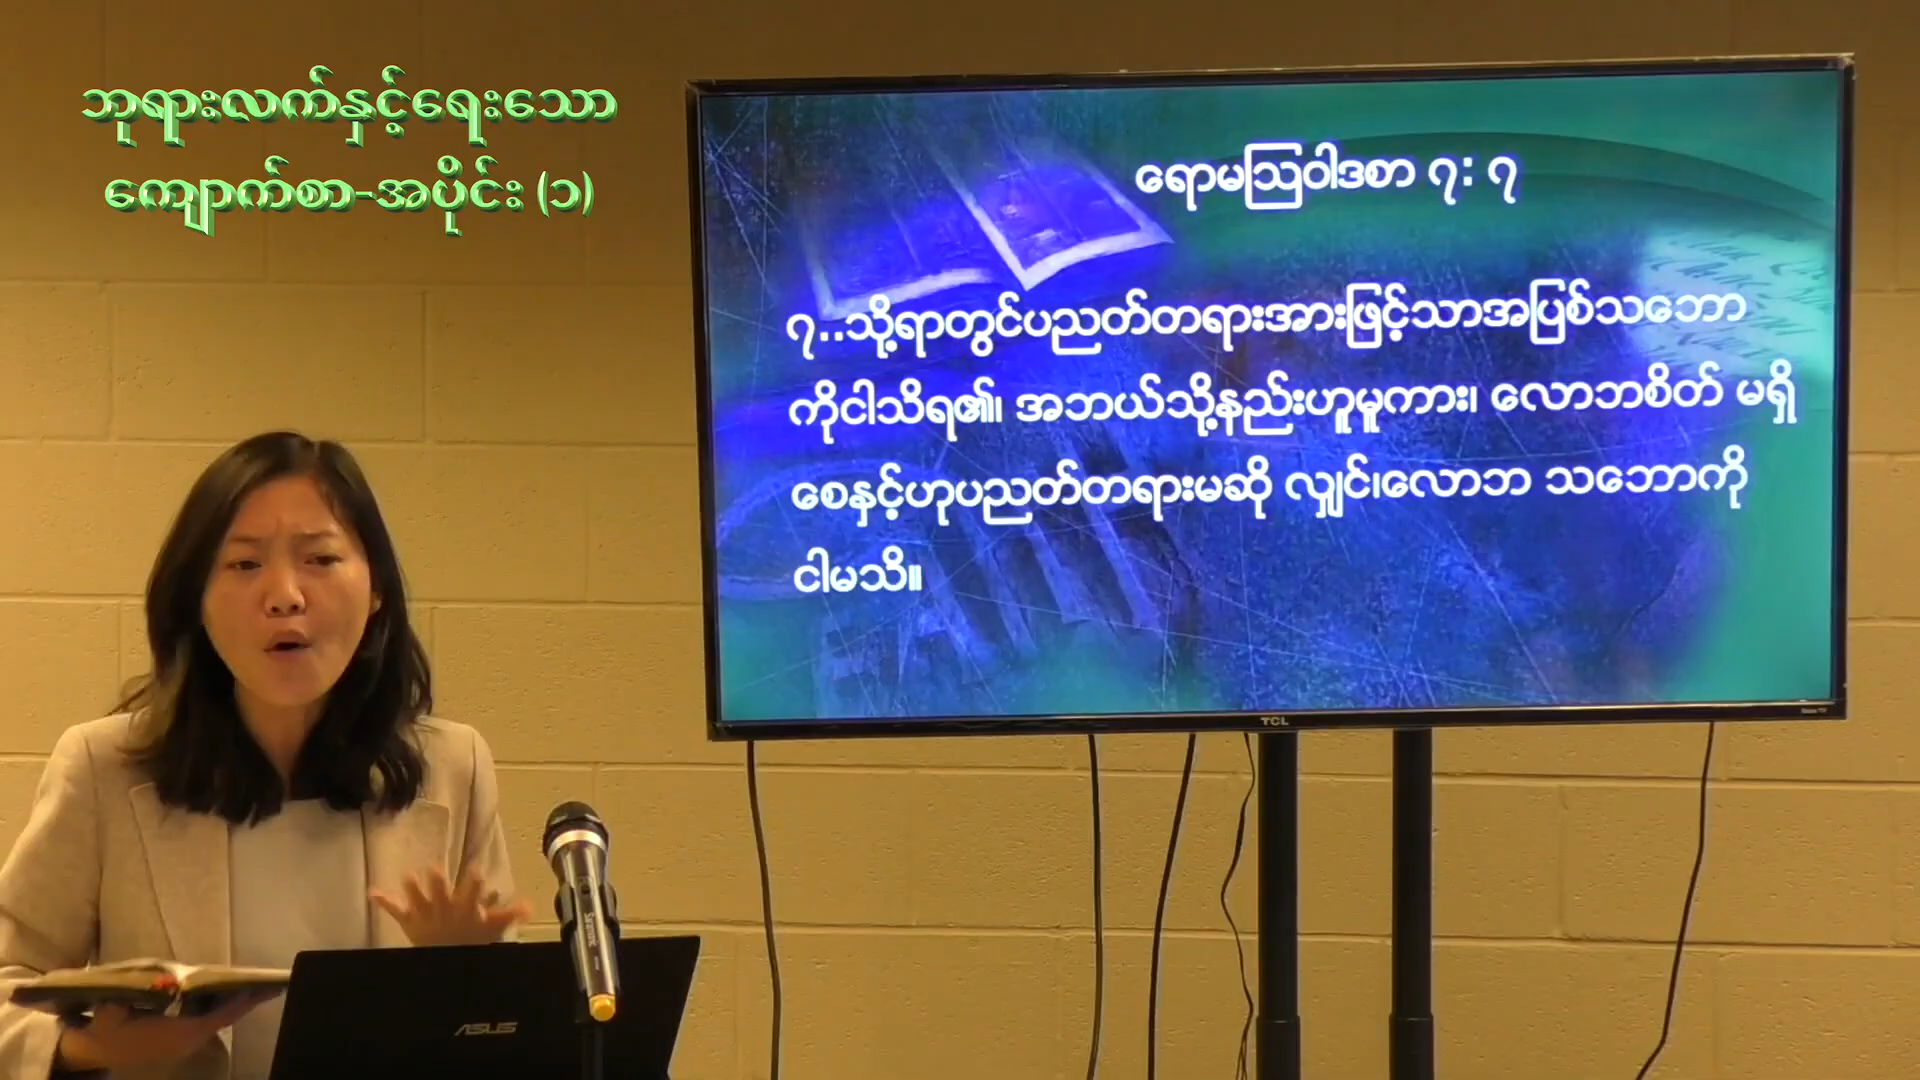 ဘုရားလက်နှင့်ရေးသော
ကျောက်စာ-အပိုင်း (၁)
ရောမဩဝါဒစာ ၇: ၇
၇..သို့ရာတွင်ပညတ်တရားအားဖြင့်သာအပြစ်သဘော
ကိုငါသိရ၏၊ အဘယ်သို့နည်းဟူမူကား၊ လောဘစိတ် မရှိ
စေနှင့်ဟုပညတ်တရားမဆို လျှင်၊လောဘ သဘောကို
ငါမသိ။
TCL
ASUS